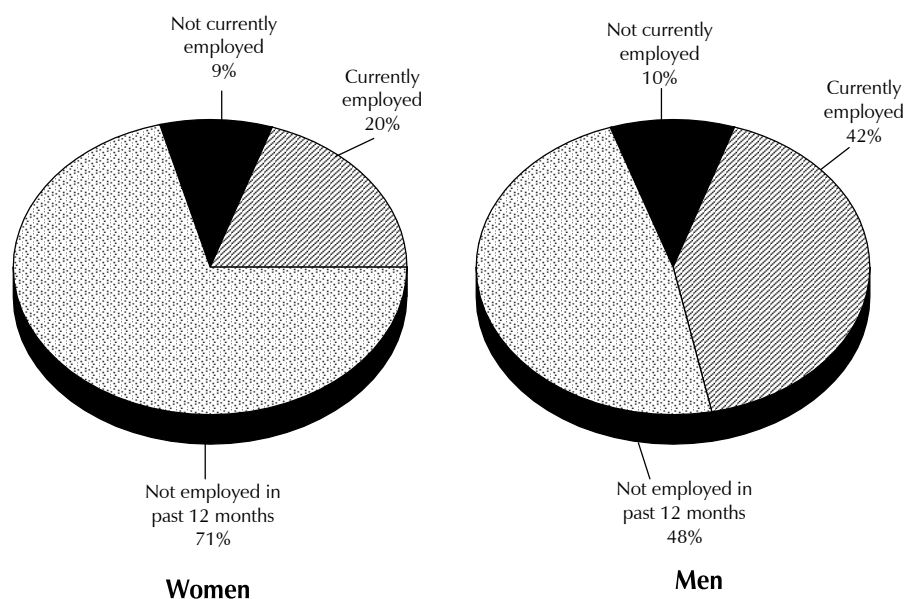 Not currently
employed
9%
Currently
employed
20%
Not employed in
past 12 months
71%
Women
Not currently
employed
10%
Currently
employed
42%
Not employed in
past 12 months
48%
Men